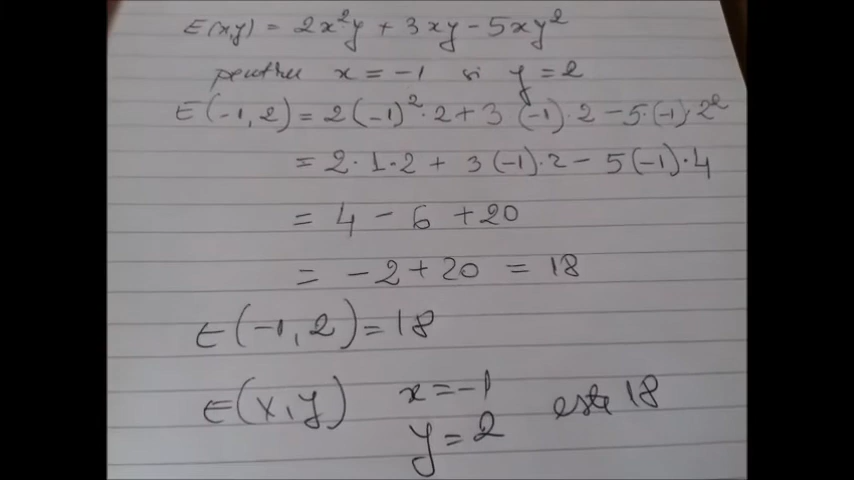 E(x,y) = 2x²y + 3xy - 5xy²
pentru x = -1 si y = 2
E(-1, 2) = 2(-1)²·2 + 3·(-1)·2 - 5·(-1)·2²
= 2·1·2 + 3(-1)·2 - 5(-1)·4
= 4 - 6 + 20
= -2 + 20 = 18
E(-1, 2) = 18
E(x,y) x = -1 este 18
y = 2